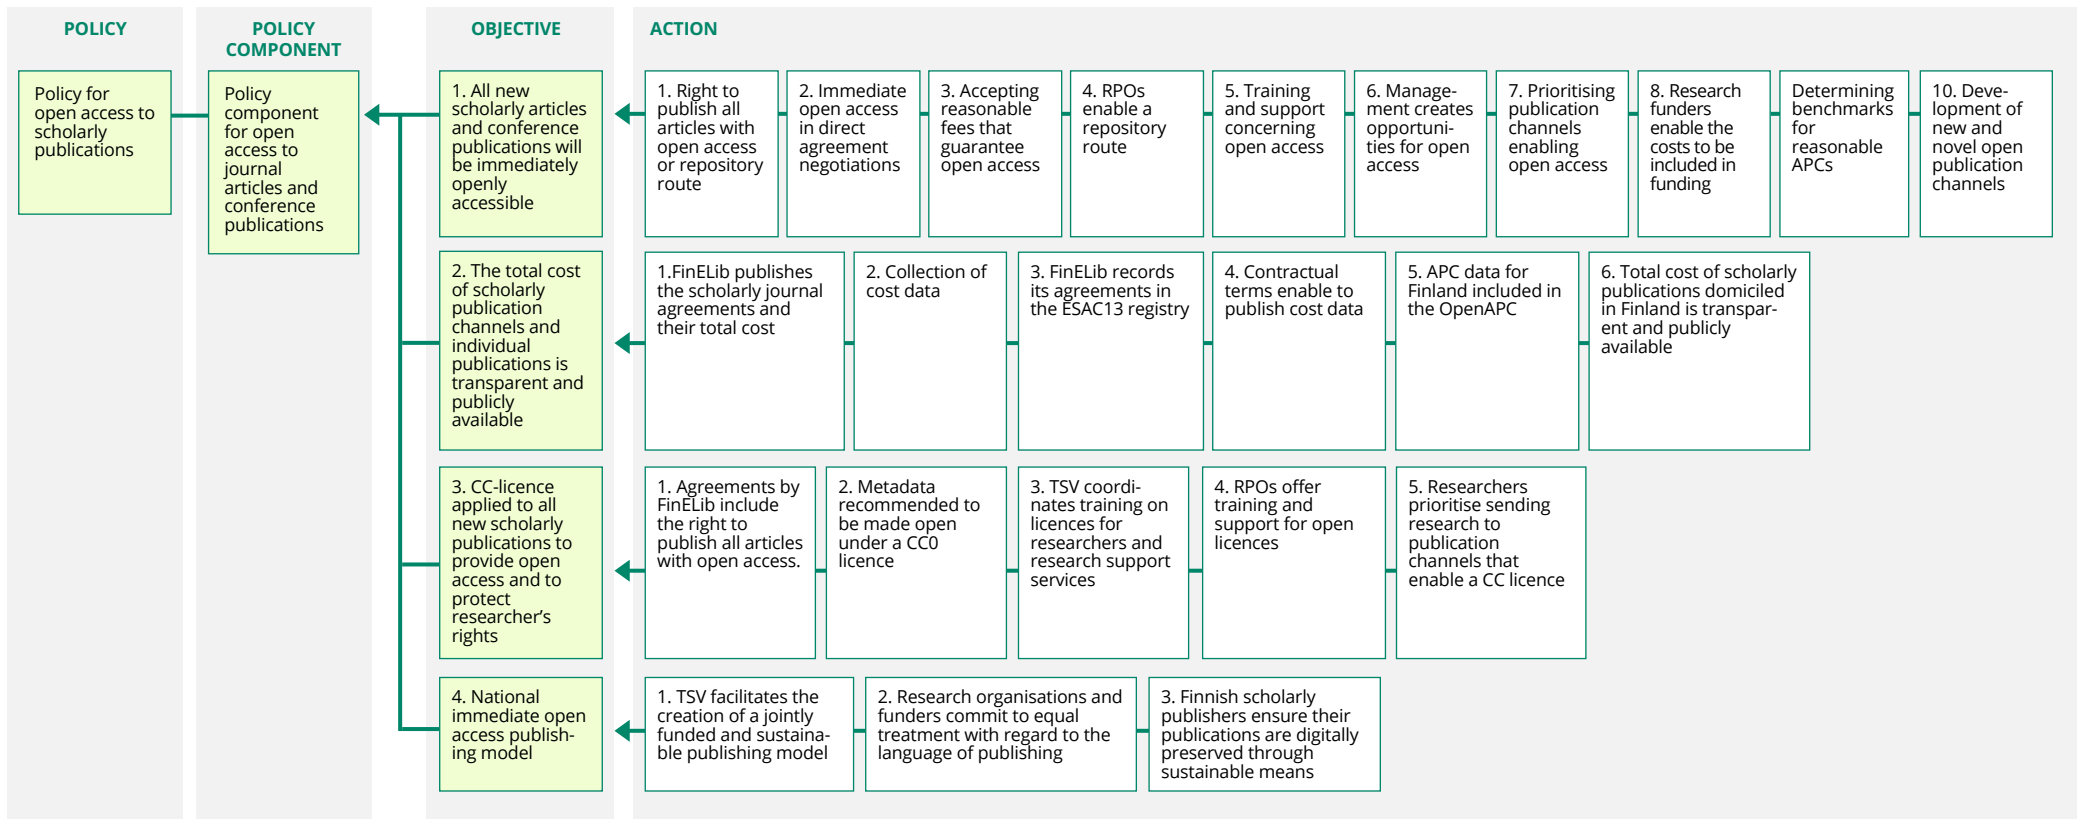 POLICY
POLICY
COMPONENT
OBJECTIVE
ACTION
Policy for
open access to
scholarly
publications
Policy
component
for open
access to
journal
articles and
conference
publications
1. All new
scholarly articles
and conference
publications will
be immediately
openly
accessible
1. Right to
publish all
articles with
open access
or repository
route
2. Immediate
open access
in direct
agreement
negotiations
3. Accepting
reasonable
fees that
guarantee
open access
4. RPOs
enable a
repository
route
5. Training
and support
concerning
open access
6. Manage-
ment creates
opportuni-
ties for open
access
7. Prioritising
publication
channels
enabling
open access
8. Research
funders
enable the
costs to be
included in
funding
Determining
benchmarks
for
reasonable
APCs
10. Deve-
lopment of
new and
novel open
publication
channels
2. The total cost
of scholarly
publication
channels and
individual
publications is
transparent and
publicly
available
1.FinELib publishes
the scholarly journal
agreements and
their total cost
2. Collection of
cost data
3. FinELib records
its agreements in
the ESAC13 registry
4. Contractual
terms enable to
publish cost data
5. APC data for
Finland included in
the OpenAPC
6. Total cost of scholarly
publications domiciled
in Finland is transpar-
ent and publicly
available
3. CC-licence
applied to all
new scholarly
publications to
provide open
access and to
protect
researcher’s
rights
1. Agreements by
FinELib include
the right to
publish all articles
with open access.
2. Metadata
recommended to
be made open
under a CC0
licence
3. TSV coordi-
nates training on
licences for
researchers and
research support
services
4. RPOs offer
training and
support for open
licences
5. Researchers
prioritise sending
research to
publication
channels that
enable a CC licence
4. National
immediate open
access publish-
ing model
1. TSV facilitates the
creation of a jointly
funded and sustaina-
ble publishing model
2. Research organisations and
funders commit to equal
treatment with regard to the
language of publishing
3. Finnish scholarly
publishers ensure their
publications are digitally
preserved through
sustainable means